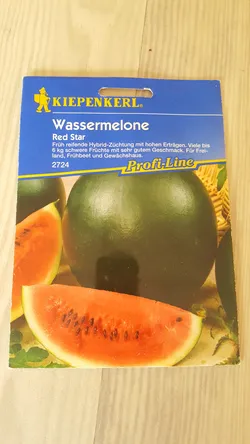 KIEPENKERL
Wassermelone
Red Star
Früh reifende Hybrid-Züchtung mit hohen Erträgen. Viele bis
6 kg schwere Früchte mit sehr gutem Geschmack. Für Frei-
land, Frühbeet und Gewächshaus.
2724
Profi-Line